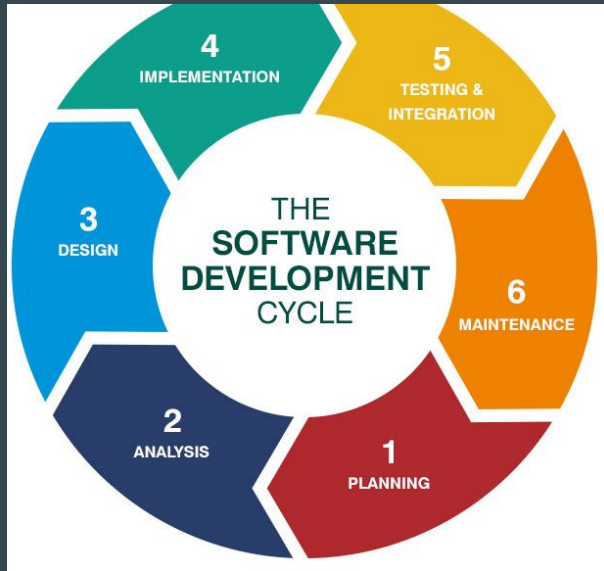 THE
SOFTWARE
DEVELOPMENT
CYCLE
1
PLANNING
2
ANALYSIS
3
DESIGN
4
IMPLEMENTATION
5
TESTING &
INTEGRATION
6
MAINTENANCE